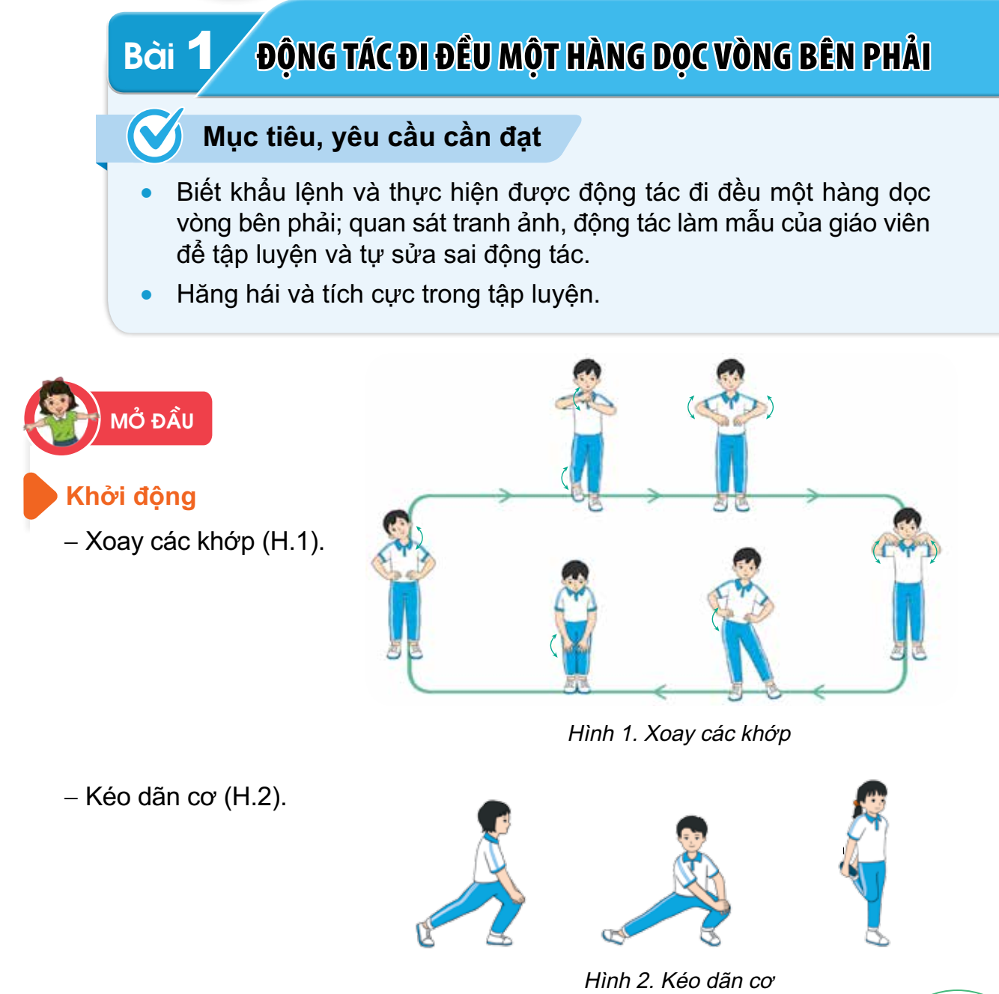 Bài 1 ĐỘNG TÁC ĐI ĐỀU MỘT HÀNG DỌC VÒNG BÊN PHẢI
Mục tiêu, yêu cầu cần đạt
• Biết khẩu lệnh và thực hiện được động tác đi đều một hàng dọc
vòng bên phải; quan sát tranh ảnh, động tác làm mẫu của giáo viên
để tập luyện và tự sửa sai động tác.
• Hăng hái và tích cực trong tập luyện.
MỞ ĐẦU
Khởi động
– Xoay các khớp (H.1).
Hình 1. Xoay các khớp
– Kéo dãn cơ (H.2).
Hình 2. Kéo dãn cơ